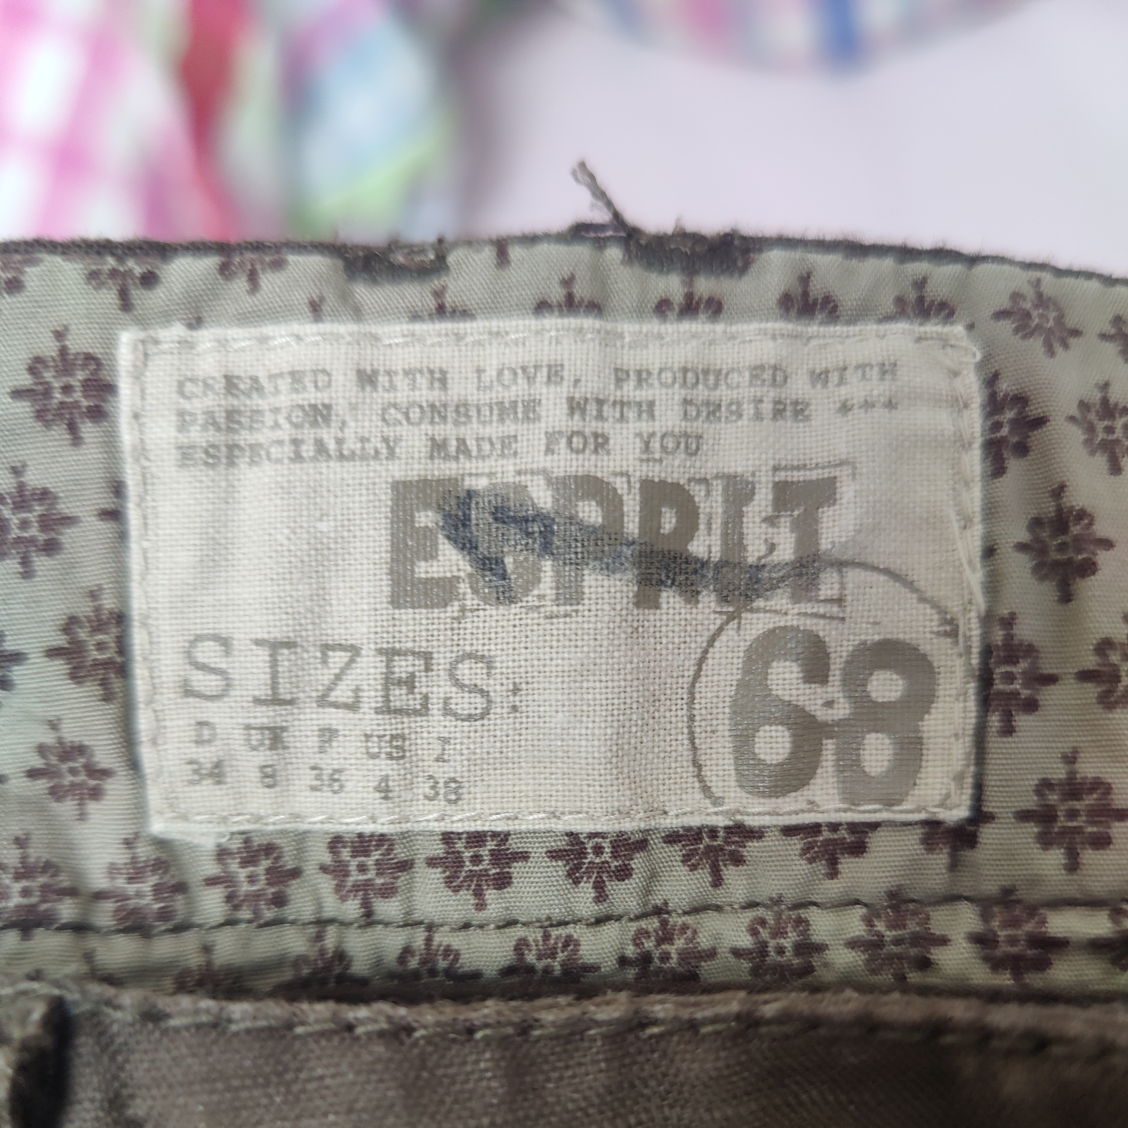 CREATED WITH LOVE, PRODUCED WITH
PASSION, CONSUME WITH DESIRE ***
ESPECIALLY MADE FOR YOU
ESPRIT
68
SIZES:
D UK F US I
34 8 36 4 38